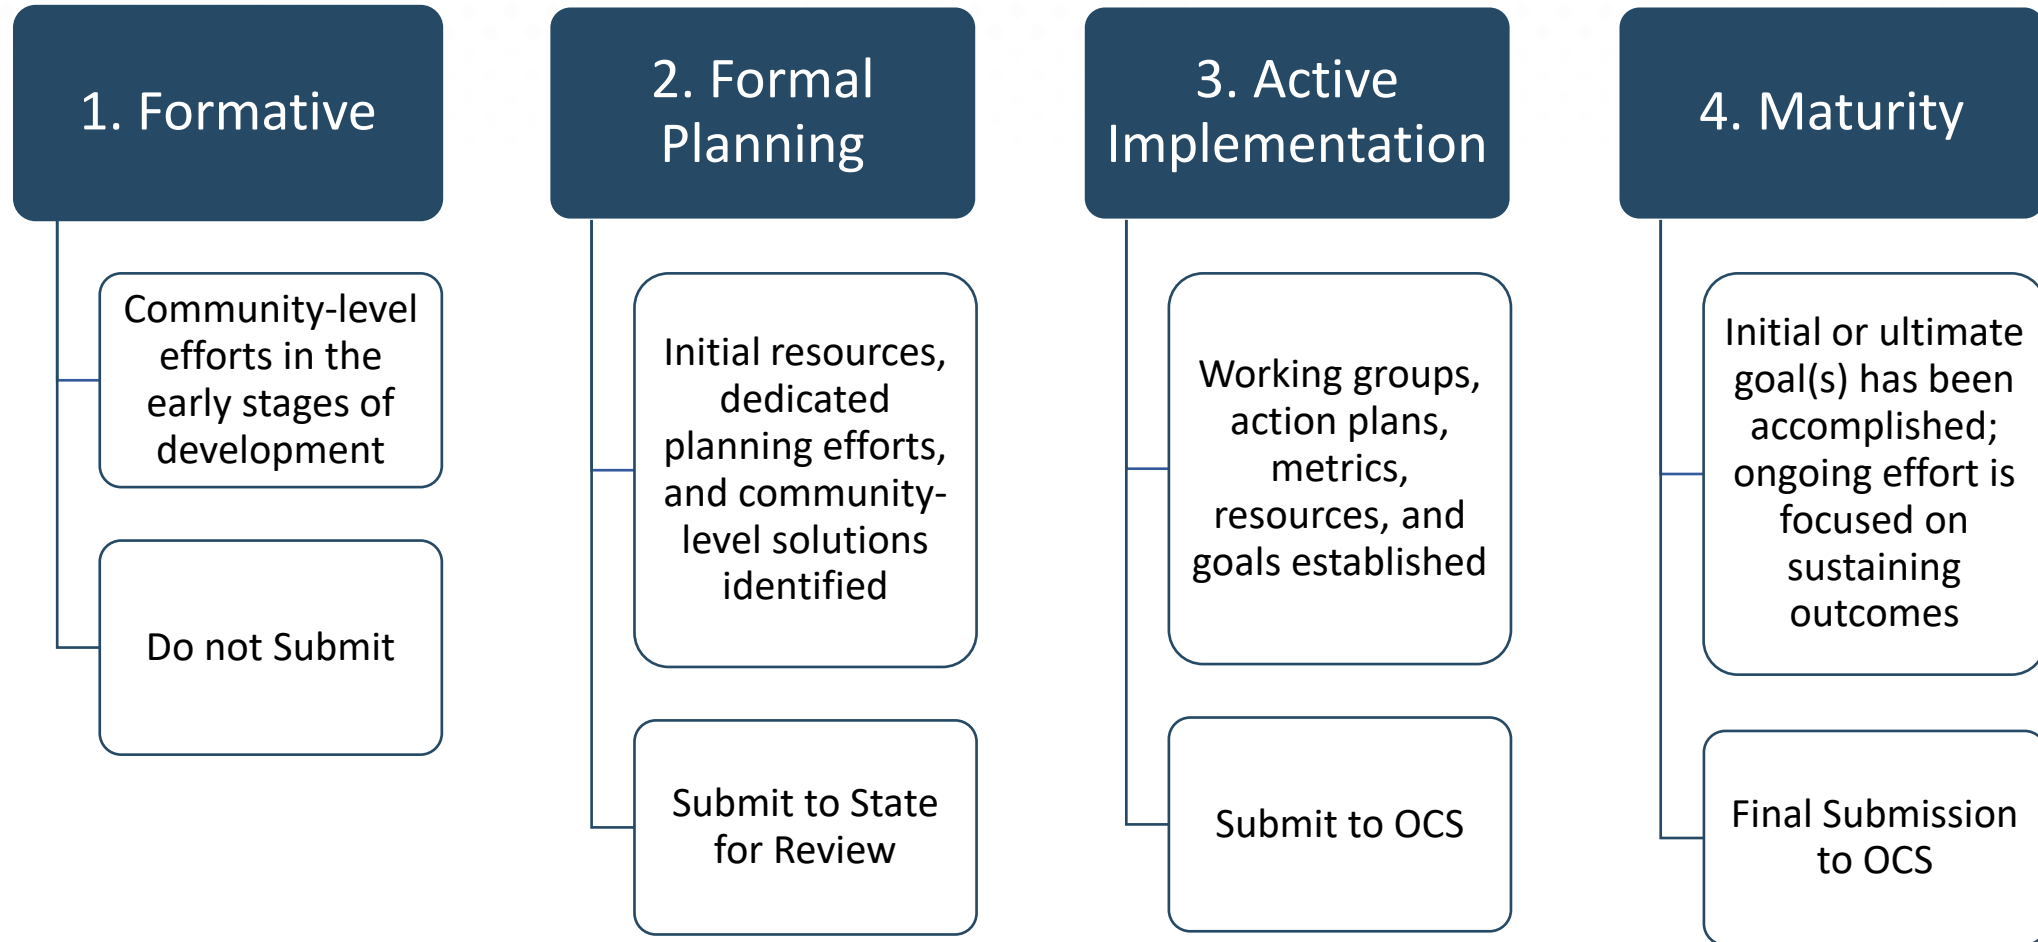 1. Formative
Community-level
efforts in the
early stages of
development
Do not Submit
2. Formal
Planning
Initial resources,
dedicated
planning efforts,
and community-
level solutions
identified
Submit to State
for Review
3. Active
Implementation
Working groups,
action plans,
metrics,
resources, and
goals established
Submit to OCS
4. Maturity
Initial or ultimate
goal(s) has been
accomplished;
ongoing effort is
focused on
sustaining
outcomes
Final Submission
to OCS